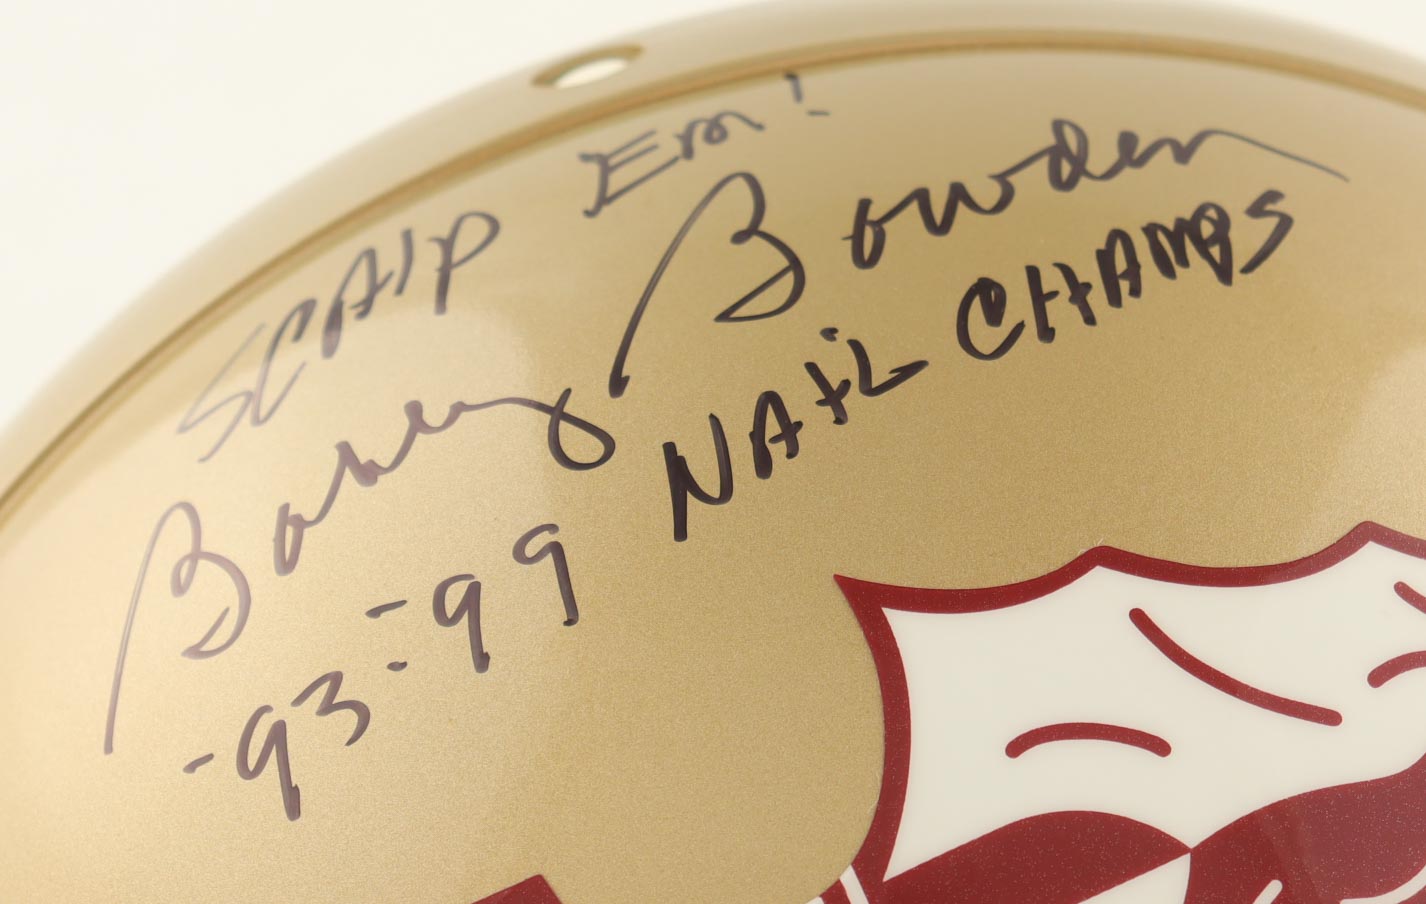 SCAlP Em!
Bobby Bowden
-93-99 NAt'L CHAMPS